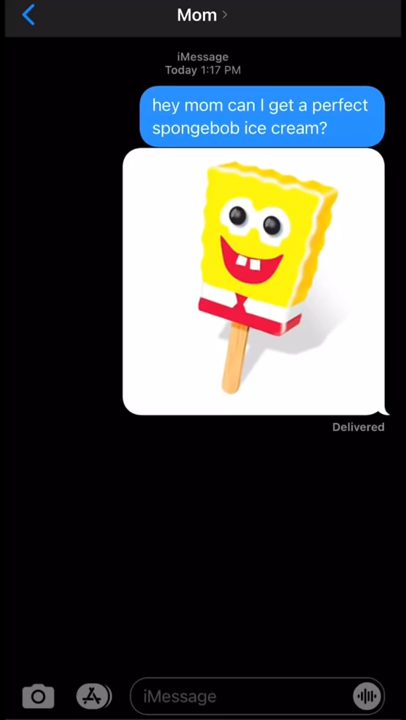 Mom
iMessage
Today 1:17 PM
hey mom can I get a perfect
spongebob ice cream?
Delivered
iMessage